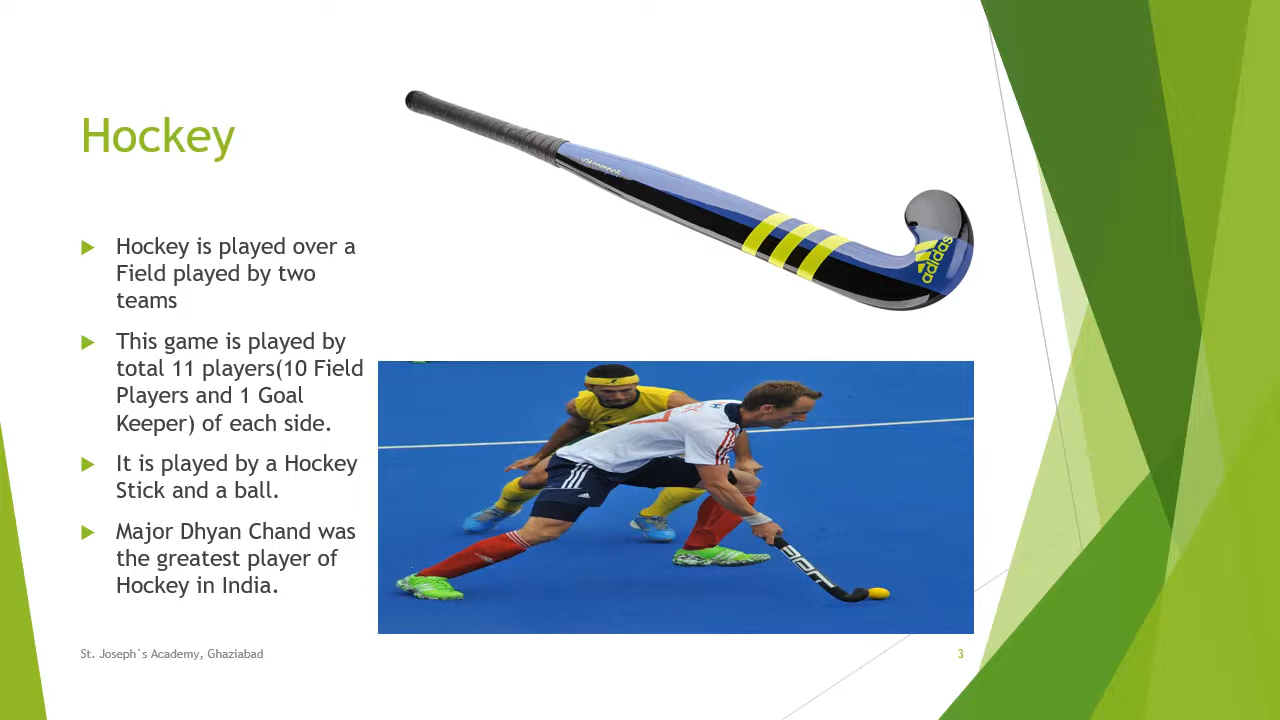 Hockey
Hockey is played over a
Field played by two
teams
This game is played by
total 11 players(10 Field
Players and 1 Goal
Keeper) of each side.
It is played by a Hockey
Stick and a ball.
Major Dhyan Chand was
the greatest player of
Hockey in India.
adidas
St. Joseph`s Academy, Ghaziabad
3